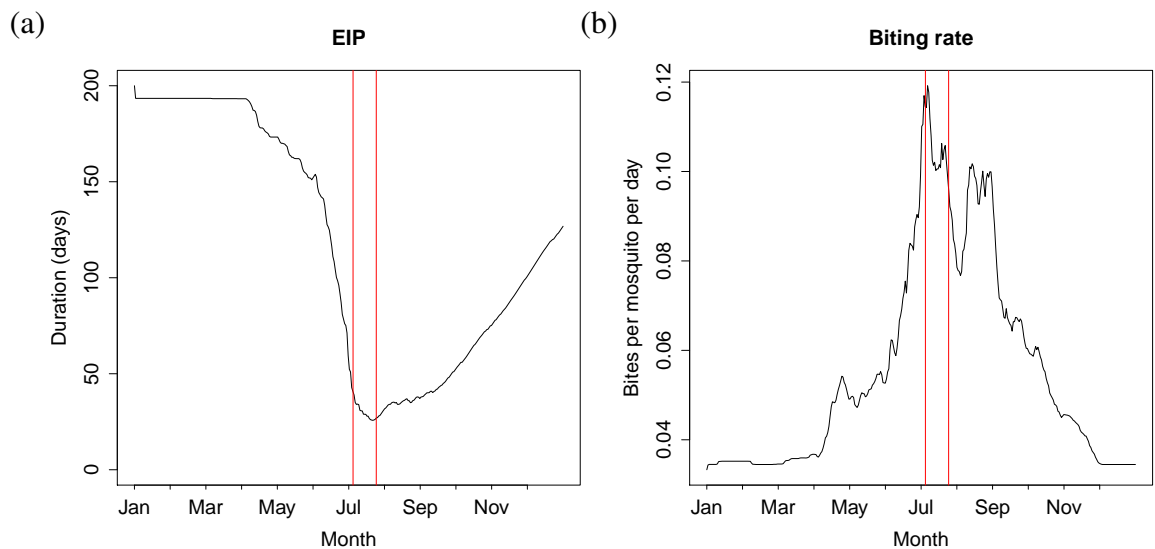 (a)
EIP
Duration (days)
200
150
100
50
0
Jan Mar May Jul Sep Nov
Month
(b)
Biting rate
Bites per mosquito per day
0.12
0.10
0.08
0.06
0.04
Jan Mar May Jul Sep Nov
Month